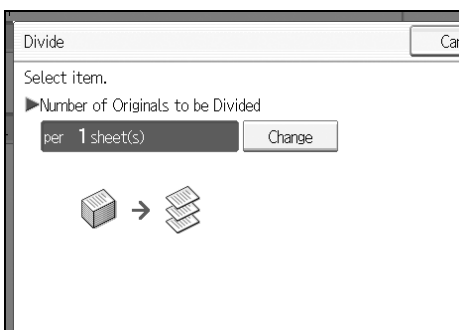 Divide
Select item.
▶Number of Originals to be Divided
per 1 sheet(s)
Change